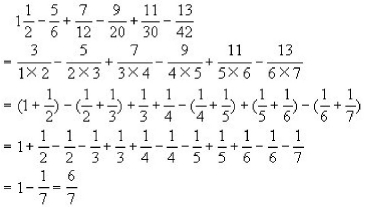 1 1/2 − 5/6 + 7/12 − 9/20 + 11/30 − 13/42
= 3/(1×2) − 5/(2×3) + 7/(3×4) − 9/(4×5) + 11/(5×6) − 13/(6×7)
= (1+1/2) − (1/2+1/3) + 1/3 + 1/4 − (1/4+1/5) + (1/5+1/6) − (1/6+1/7)
= 1 + 1/2 − 1/2 − 1/3 + 1/3 + 1/4 − 1/4 − 1/5 + 1/5 + 1/6 − 1/6 − 1/7
= 1 − 1/7 = 6/7